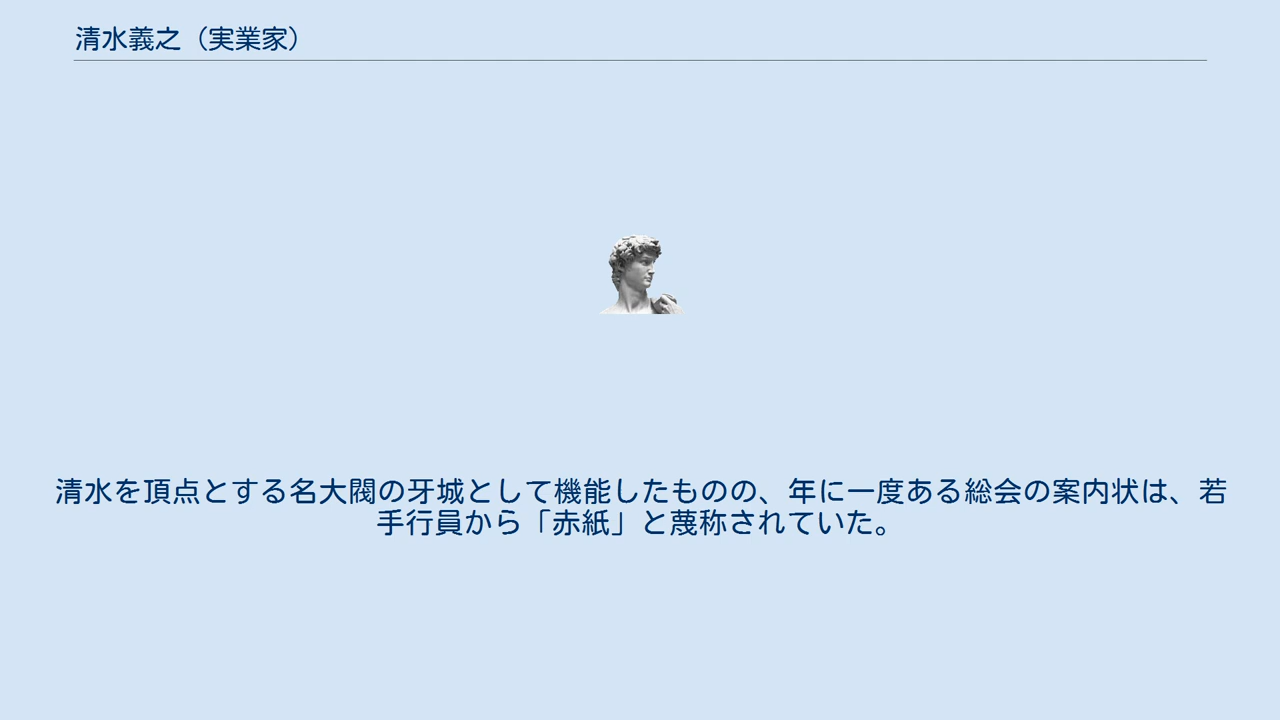 清水義之（実業家）
清水を頂点とする名大閥の牙城として機能したものの、年に一度ある総会の案内状は、若
手行員から「赤紙」と蔑称されていた。